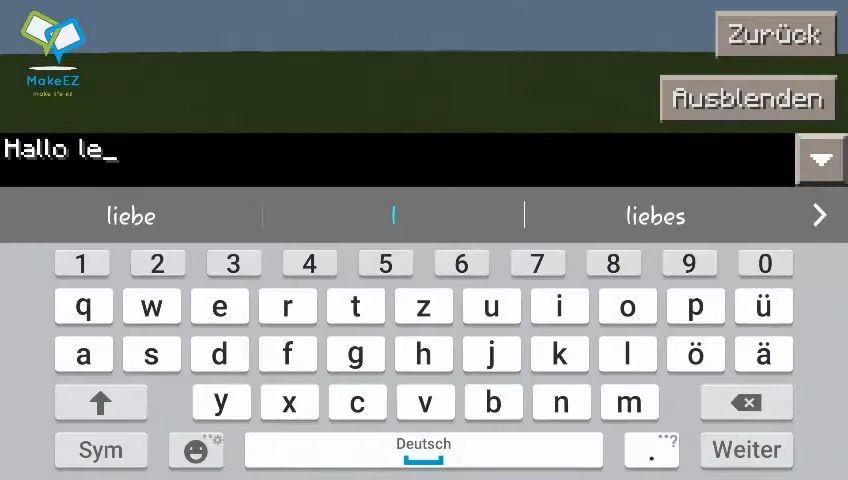 MakeEZ
make life ez
Zurück
Ausblenden
Hallo le_
liebe l liebes
1 2 3 4 5 6 7 8 9 0
q w e r t z u i o p ü
a s d f g h j k l ö ä
y x c v b n m
Sym Deutsch . ? Weiter